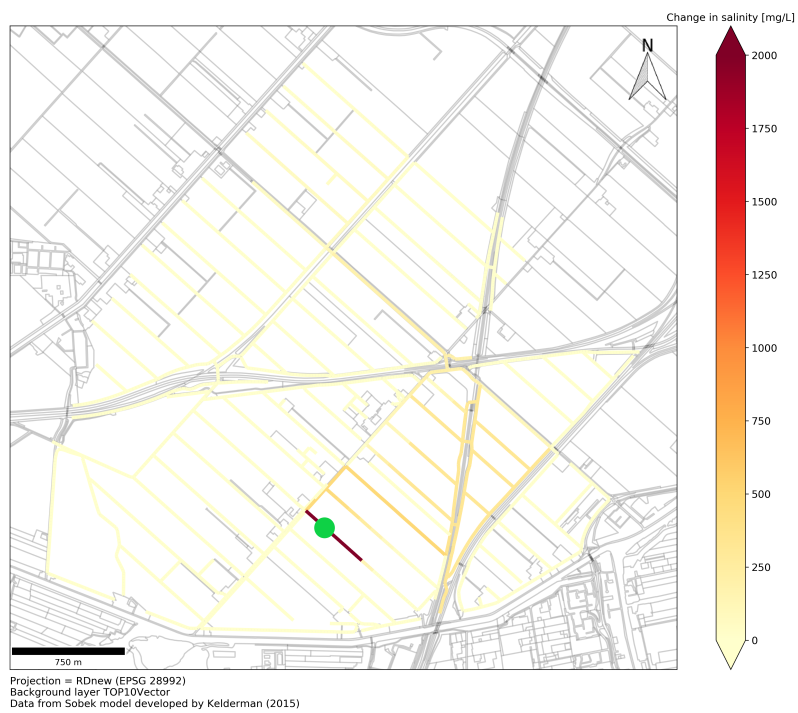 Change in salinity [mg/L]
N
2000
1750
1500
1250
1000
750
500
250
0
750 m
Projection = RDnew (EPSG 28992)
Background layer TOP10Vector
Data from Sobek model developed by Kelderman (2015)